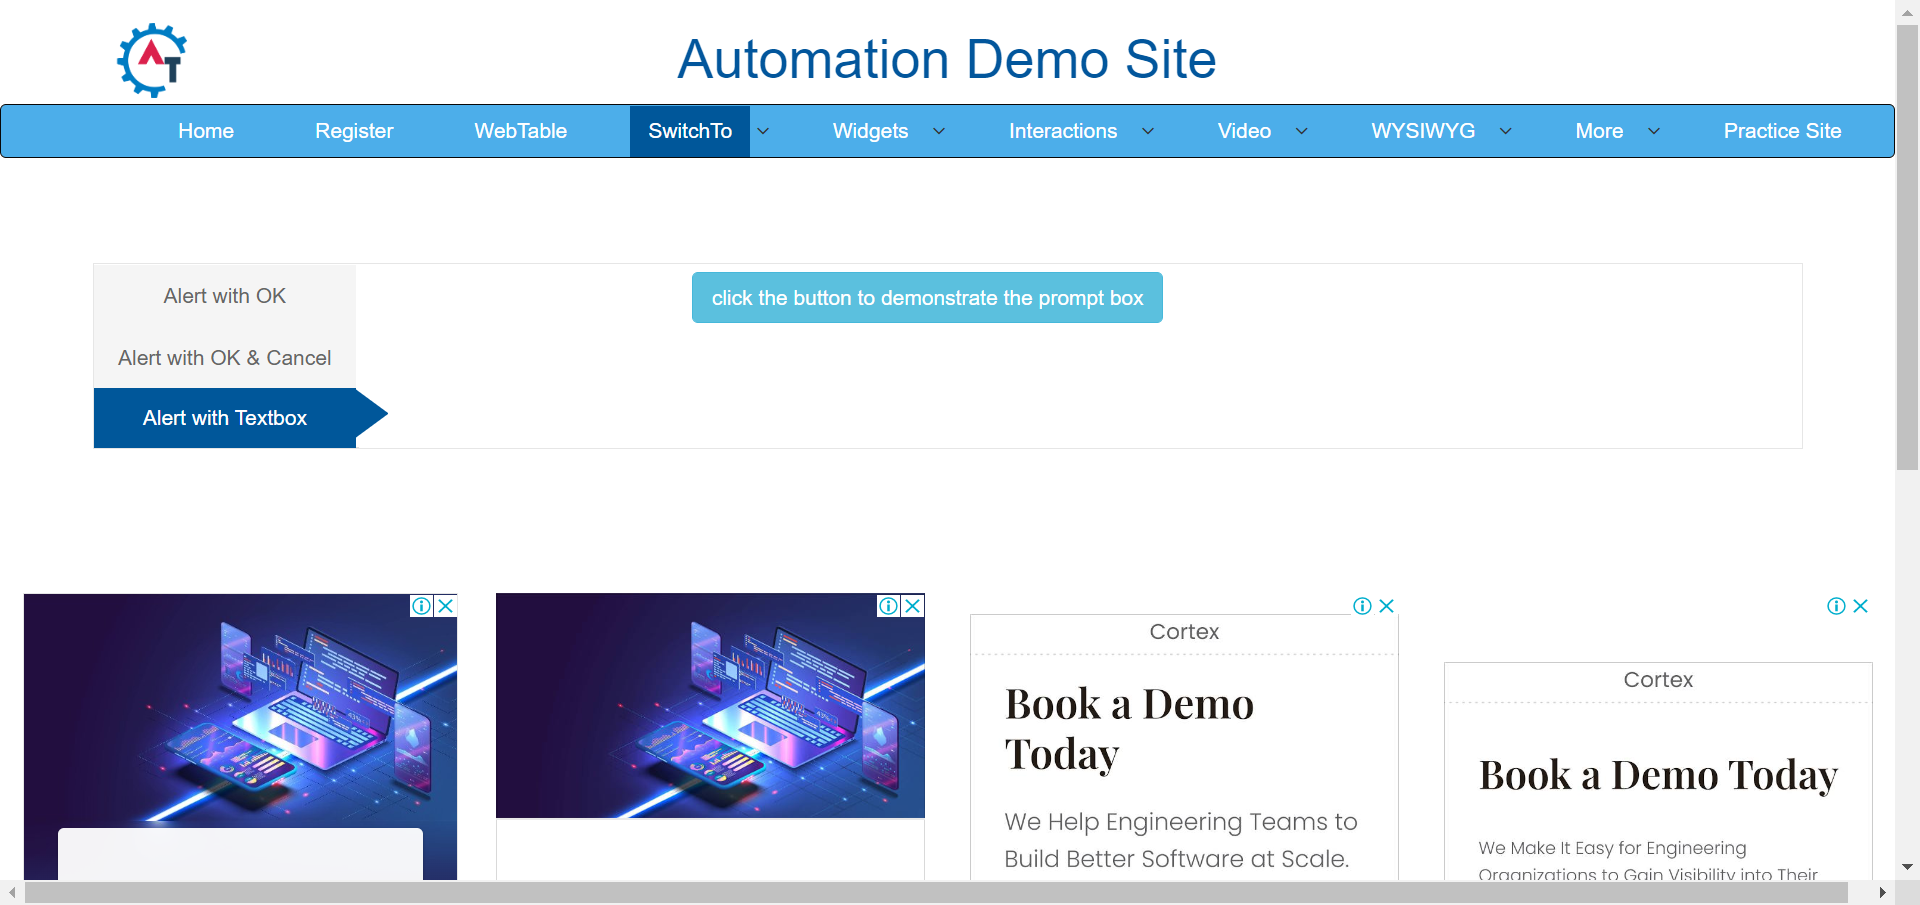 AT
Automation Demo Site
Home Register WebTable SwitchTo Widgets Interactions Video WYSIWYG More Practice Site
Alert with OK
click the button to demonstrate the prompt box
Alert with OK & Cancel
Alert with Textbox
Cortex
Book a Demo
Today
We Help Engineering Teams to
Build Better Software at Scale.
Cortex
Book a Demo Today
We Make It Easy for Engineering
Organizations to Gain Visibility into Their